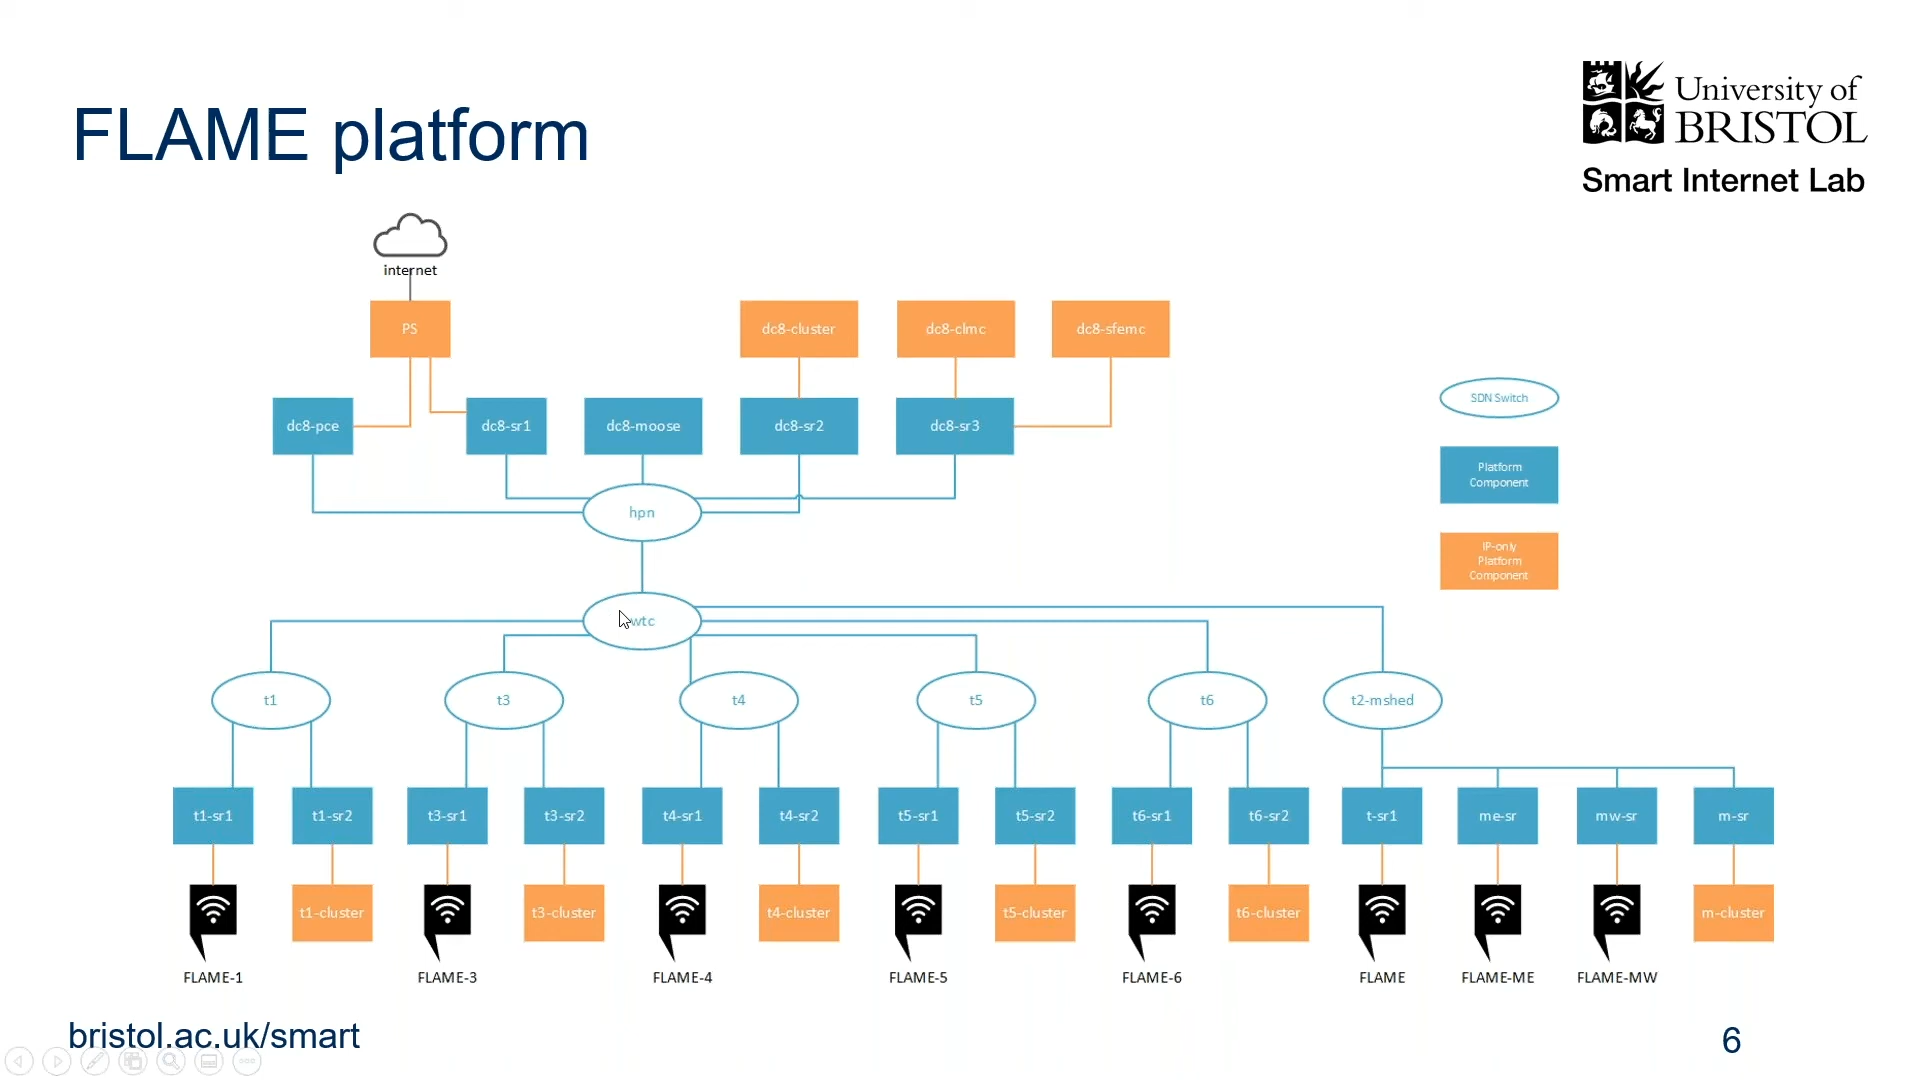 FLAME platform
University of
BRISTOL
Smart Internet Lab
internet
PS
dc8-cluster
dc8-clmc
dc8-sfemc
dc8-pce
dc8-sr1
dc8-moose
dc8-sr2
dc8-sr3
SDN Switch
Platform
Component
IP-only
Platform
Component
hpn
wtc
t1
t3
t4
t5
t6
t2-mshed
t1-sr1
t1-sr2
t3-sr1
t3-sr2
t4-sr1
t4-sr2
t5-sr1
t5-sr2
t6-sr1
t6-sr2
t-sr1
me-sr
mw-sr
m-sr
t1-cluster
t3-cluster
t4-cluster
t5-cluster
t6-cluster
m-cluster
FLAME-1
FLAME-3
FLAME-4
FLAME-5
FLAME-6
FLAME
FLAME-ME
FLAME-MW
bristol.ac.uk/smart
6